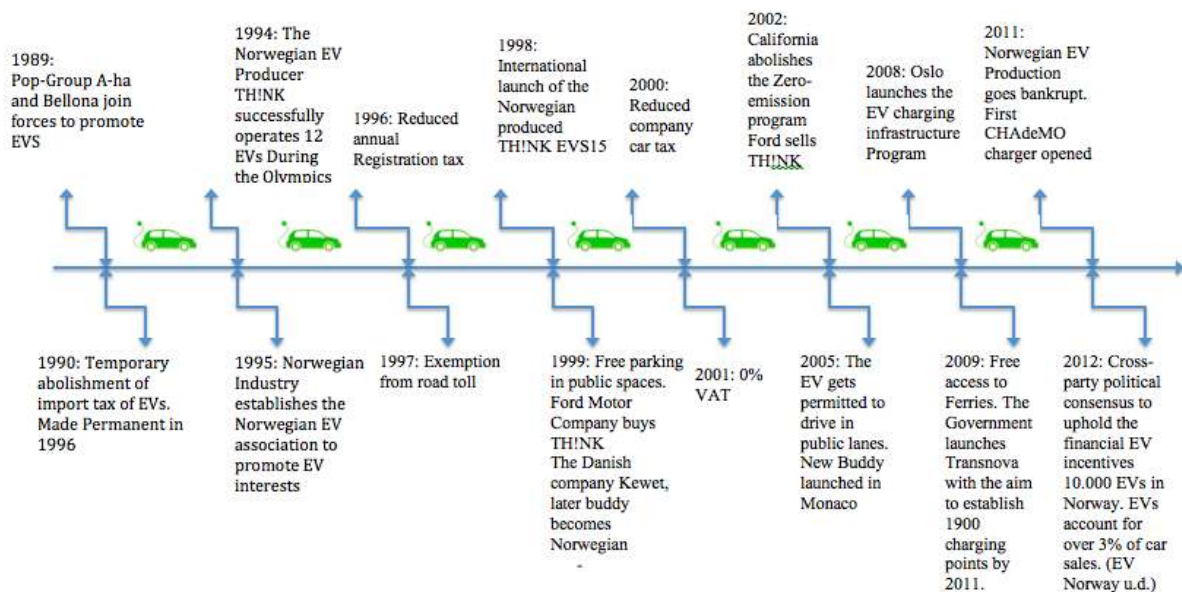 1989:
Pop-Group A-ha
and Bellona join
forces to promote
EVS
1994: The
Norwegian EV
Producer
TH!NK
successfully
operates 12
EVs During
the Olympics
1996: Reduced
annual
Registration tax
1998:
International
launch of the
Norwegian
produced
TH!NK EVS15
2000:
Reduced
company
car tax
2002:
California
abolishes
the Zero-
emission
program
Ford sells
TH!NK
2008: Oslo
launches the
EV charging
infrastructure
Program
2011:
Norwegian EV
Production
goes bankrupt.
First
CHAdeMO
charger opened
1990: Temporary
abolishment of
import tax of EVs.
Made Permanent in
1996
1995: Norwegian
Industry
establishes the
Norwegian EV
association to
promote EV
interests
1997: Exemption
from road toll
1999: Free parking
in public spaces.
Ford Motor
Company buys
TH!NK
The Danish
company Kewet,
later buddy
becomes
Norwegian
-
2001: 0%
VAT
2005: The
EV gets
permitted to
drive in
public lanes.
New Buddy
launched in
Monaco
2009: Free
access to
Ferries. The
Government
launches
Transnova
with the aim
to establish
1900
charging
points by
2011.
2012: Cross-
party political
consensus to
uphold the
financial EV
incentives
10.000 EVs in
Norway. EVs
account for
over 3% of car
sales. (EV
Norway u.d.)